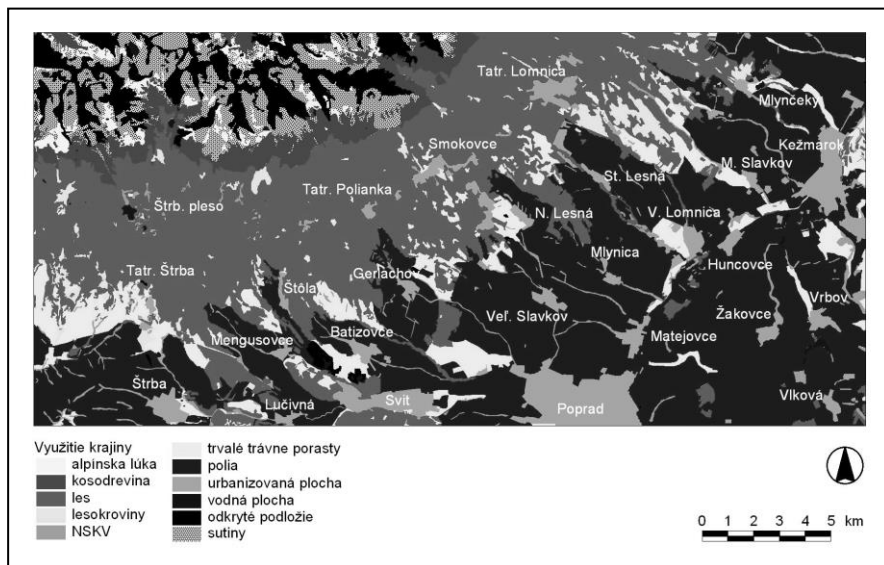 Tatr. Lomnica
Mlynčeky
Kežmarok
Smokovce
M. Slavkov
St. Lesná
Tatr. Polianka
Štrb. pleso
N. Lesná
V. Lomnica
Mlynica
Huncovce
Tatr. Štrba
Gerlachov
Štôla
Žakovce
Vrbov
Veľ. Slavkov
Batizovce
Mengusovce
Matejovce
Štrba
Lučivná
Svit
Poprad
Vlková
Využitie krajiny
alpínska lúka
kosodrevina
les
lesokroviny
NSKV
trvalé trávne porasty
polia
urbanizovaná plocha
vodná plocha
odkryté podložie
sutiny
0 1 2 3 4 5 km